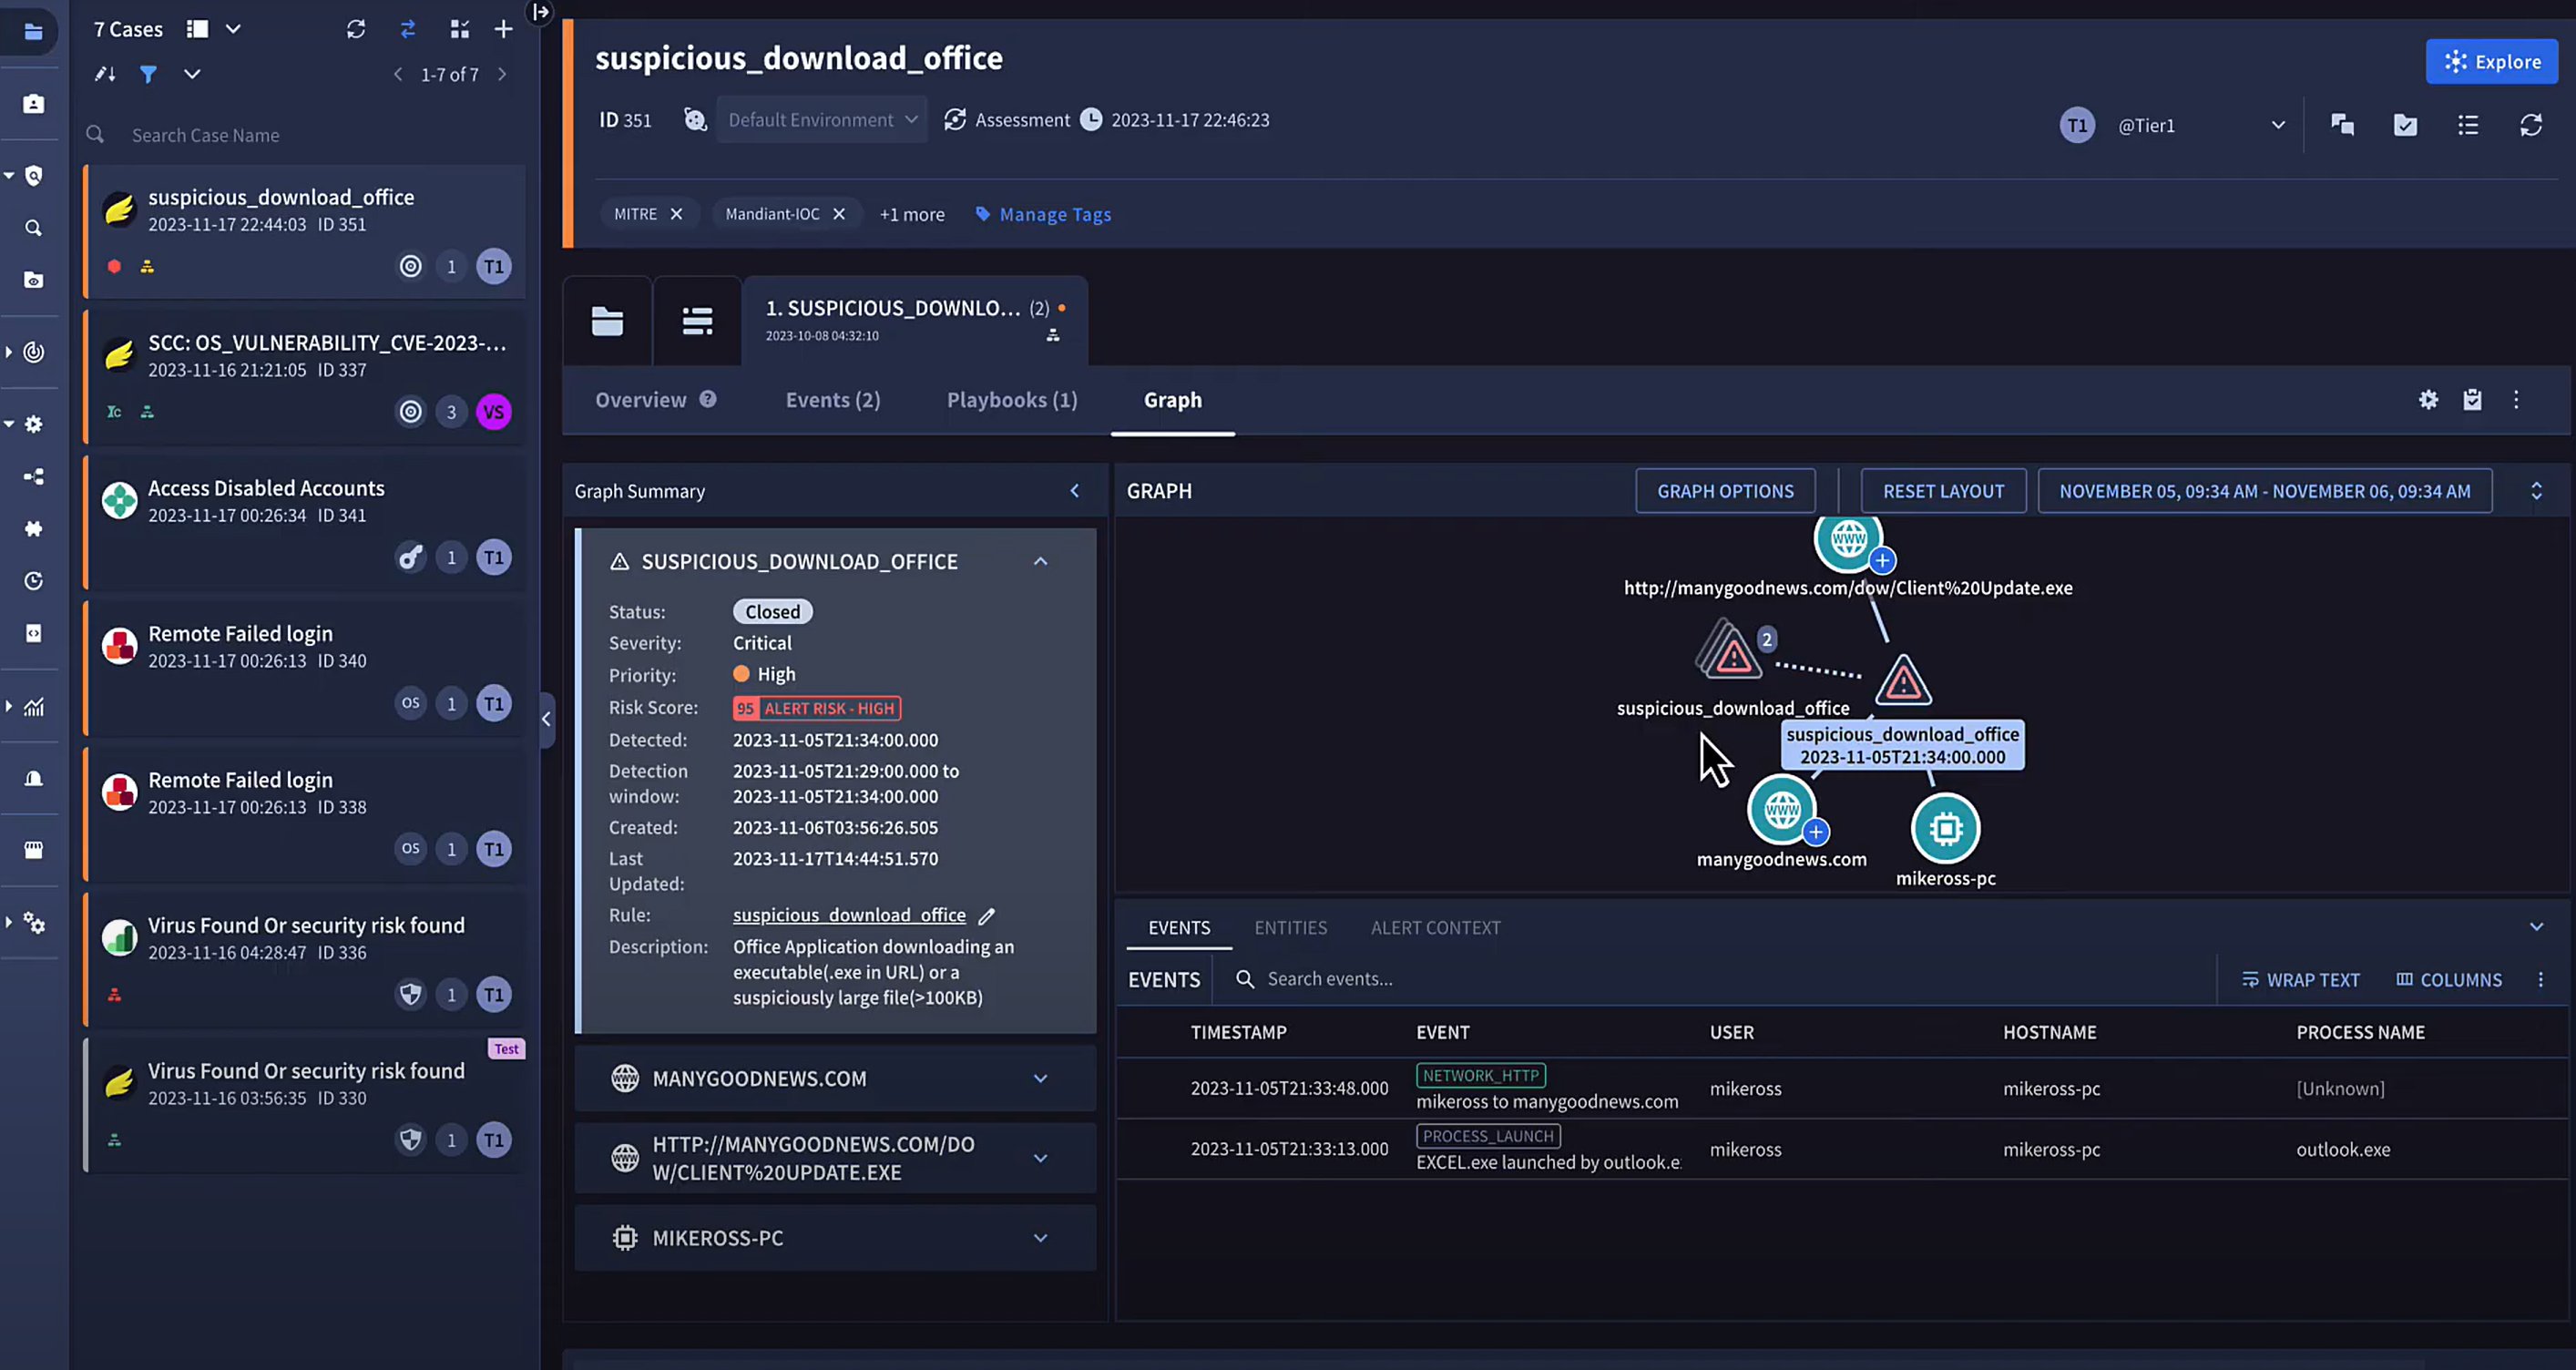 7 Cases
1-7 of 7
Search Case Name
suspicious_download_office
2023-11-17 22:44:03 ID 351
1 T1
SCC: OS_VULNERABILITY_CVE-2023-...
2023-11-16 21:21:05 ID 337
3 VS
Access Disabled Accounts
2023-11-17 00:26:34 ID 341
1 T1
Remote Failed login
2023-11-17 00:26:13 ID 340
OS 1 T1
Remote Failed login
2023-11-17 00:26:13 ID 338
OS 1 T1
Virus Found Or security risk found
2023-11-16 04:28:47 ID 336
1 T1
Test
Virus Found Or security risk found
2023-11-16 03:56:35 ID 330
1 T1
suspicious_download_office
Explore
ID 351 Default Environment Assessment 2023-11-17 22:46:23
T1 @Tier1
MITRE Mandiant-IOC +1 more Manage Tags
1. SUSPICIOUS_DOWNLO... (2)
2023-10-08 04:32:10
Overview Events (2) Playbooks (1) Graph
Graph Summary
SUSPICIOUS_DOWNLOAD_OFFICE
Status: Closed
Severity: Critical
Priority: High
Risk Score: 95 ALERT RISK - HIGH
Detected: 2023-11-05T21:34:00.000
Detection 2023-11-05T21:29:00.000 to
window: 2023-11-05T21:34:00.000
Created: 2023-11-06T03:56:26.505
Last 2023-11-17T14:44:51.570
Updated:
Rule: suspicious_download_office
Description: Office Application downloading an
executable(.exe in URL) or a
suspiciously large file(>100KB)
MANYGOODNEWS.COM
HTTP://MANYGOODNEWS.COM/DO
W/CLIENT%20UPDATE.EXE
MIKEROSS-PC
GRAPH
GRAPH OPTIONS
RESET LAYOUT
NOVEMBER 05, 09:34 AM - NOVEMBER 06, 09:34 AM
WWW
http://manygoodnews.com/dow/Client%20Update.exe
2
suspicious_download_office
suspicious_download_office
2023-11-05T21:34:00.000
WWW
manygoodnews.com
mikeross-pc
EVENTS ENTITIES ALERT CONTEXT
EVENTS Search events... WRAP TEXT COLUMNS
TIMESTAMP EVENT USER HOSTNAME PROCESS NAME
NETWORK_HTTP
2023-11-05T21:33:48.000 mikeross to manygoodnews.com mikeross mikeross-pc [Unknown]
PROCESS_LAUNCH
2023-11-05T21:33:13.000 EXCEL.exe launched by outlook.e mikeross mikeross-pc outlook.exe